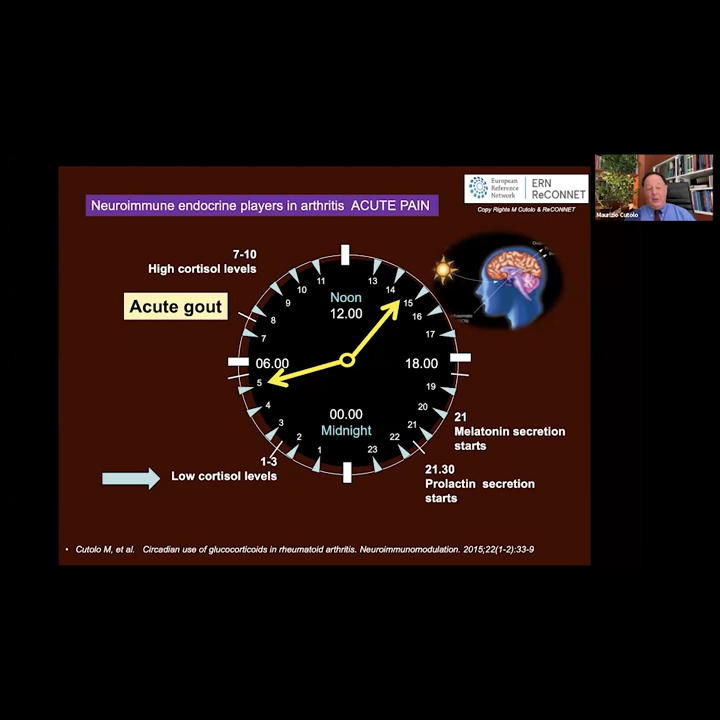 Neuroimmune endocrine players in arthritis ACUTE PAIN
European
Reference
Network
ERN
ReCONNET
Copy Rights M Cutolo & ReCONNET
Maurizio Cutolo
7-10
High cortisol levels
Acute gout
Noon
12.00
13
14
15
16
17
18.00
19
20
21
22
23
00.00
Midnight
1
2
3
4
5
06.00
7
8
9
10
11
21
Melatonin secretion
starts
21.30
Prolactin secretion
starts
1-3
Low cortisol levels
• Cutolo M, et al. Circadian use of glucocorticoids in rheumatoid arthritis. Neuroimmunomodulation. 2015;22(1-2):33-9